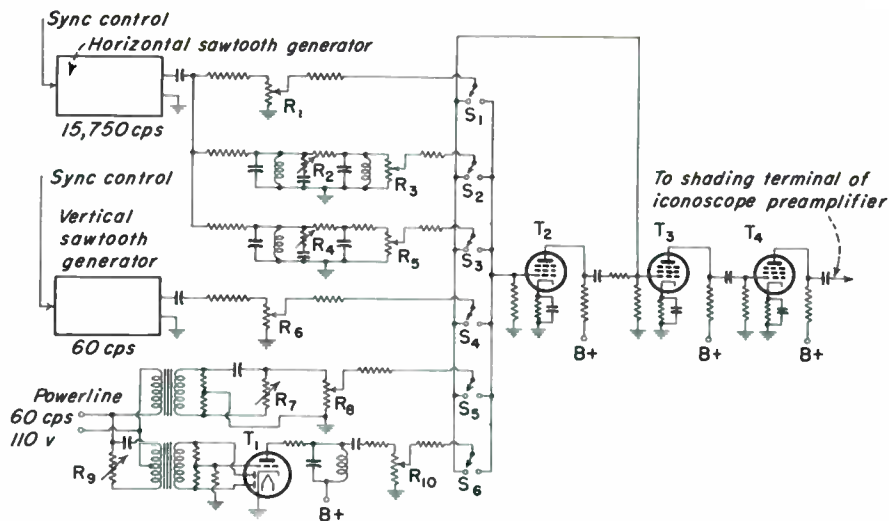 Sync control
Horizontal sawtooth generator
15,750 cps
Sync control
Vertical
sawtooth
generator
60 cps
Powerline
60 cps
110 v
R1
R2
R3
R4
R5
R6
R7
R8
R9
R10
S1
S2
S3
S4
S5
S6
T1
B+
T2
B+
T3
B+
T4
B+
To shading terminal of
iconoscope preamplifier